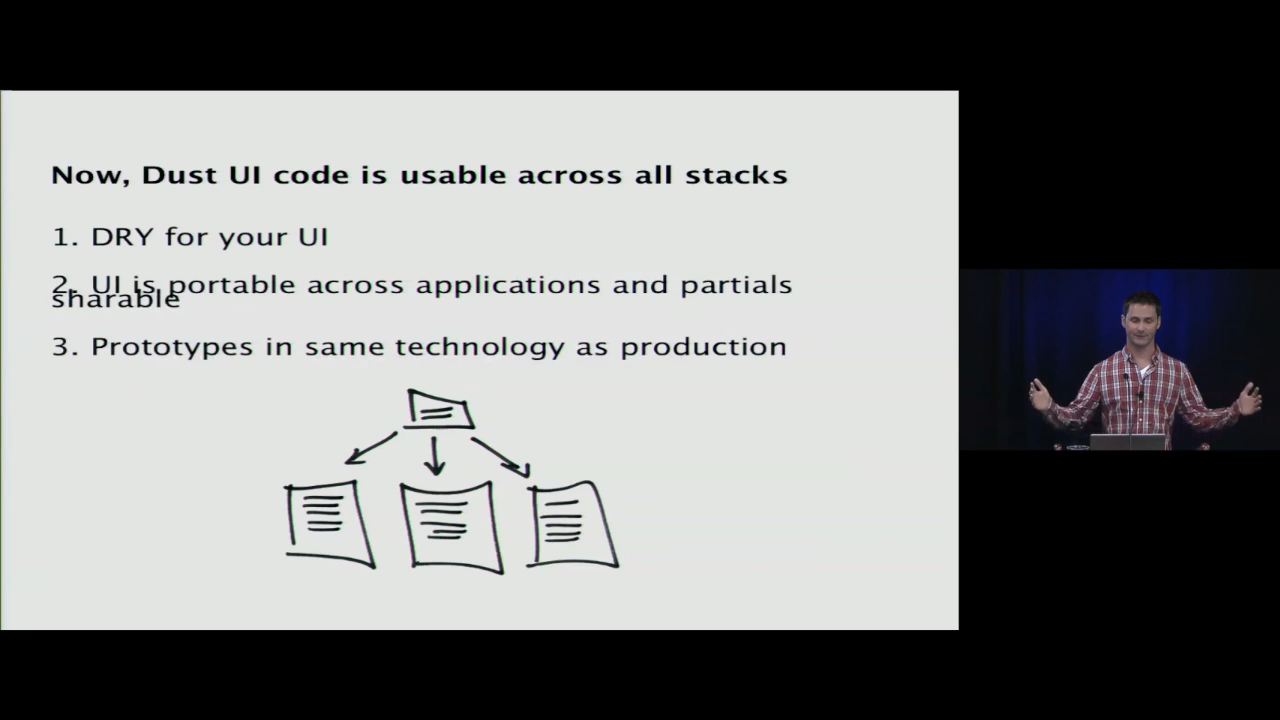 Now, Dust UI code is usable across all stacks
1. DRY for your UI
2. UI is portable across applications and partials
sharable
3. Prototypes in same technology as production